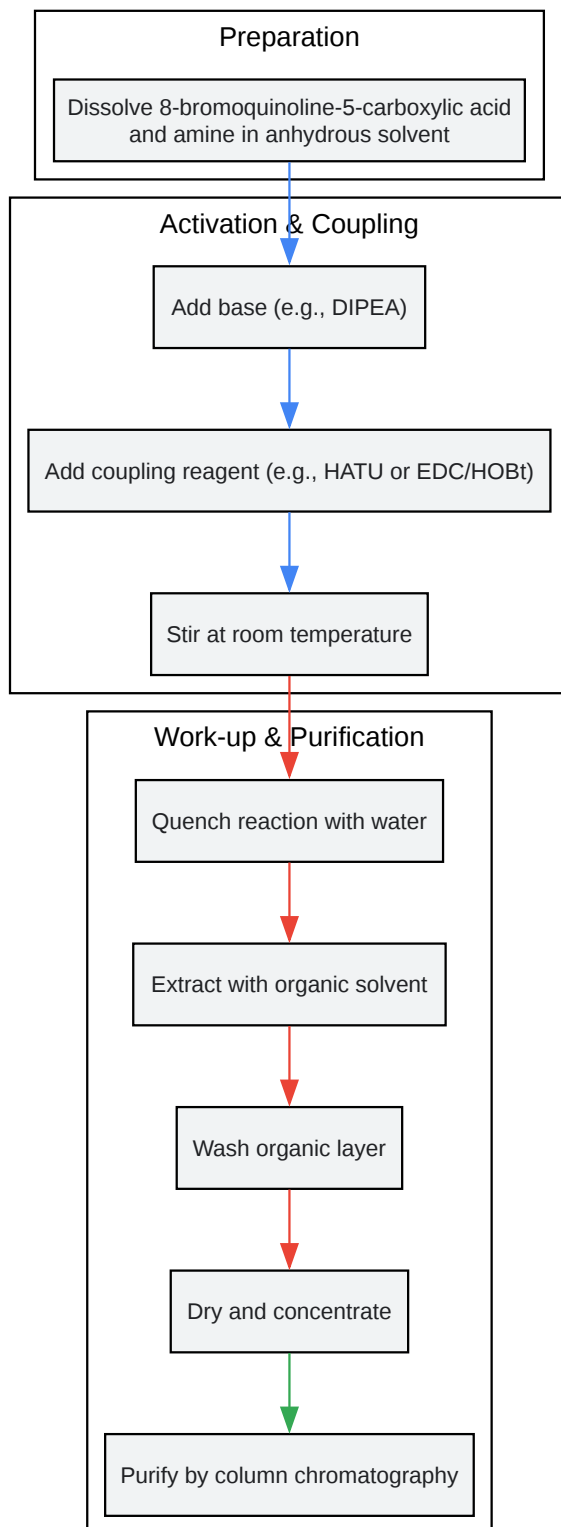 Preparation
Dissolve 8-bromoquinoline-5-carboxylic acid
and amine in anhydrous solvent
Activation & Coupling
Add base (e.g., DIPEA)
Add coupling reagent (e.g., HATU or EDC/HOBt)
Stir at room temperature
Work-up & Purification
Quench reaction with water
Extract with organic solvent
Wash organic layer
Dry and concentrate
Purify by column chromatography